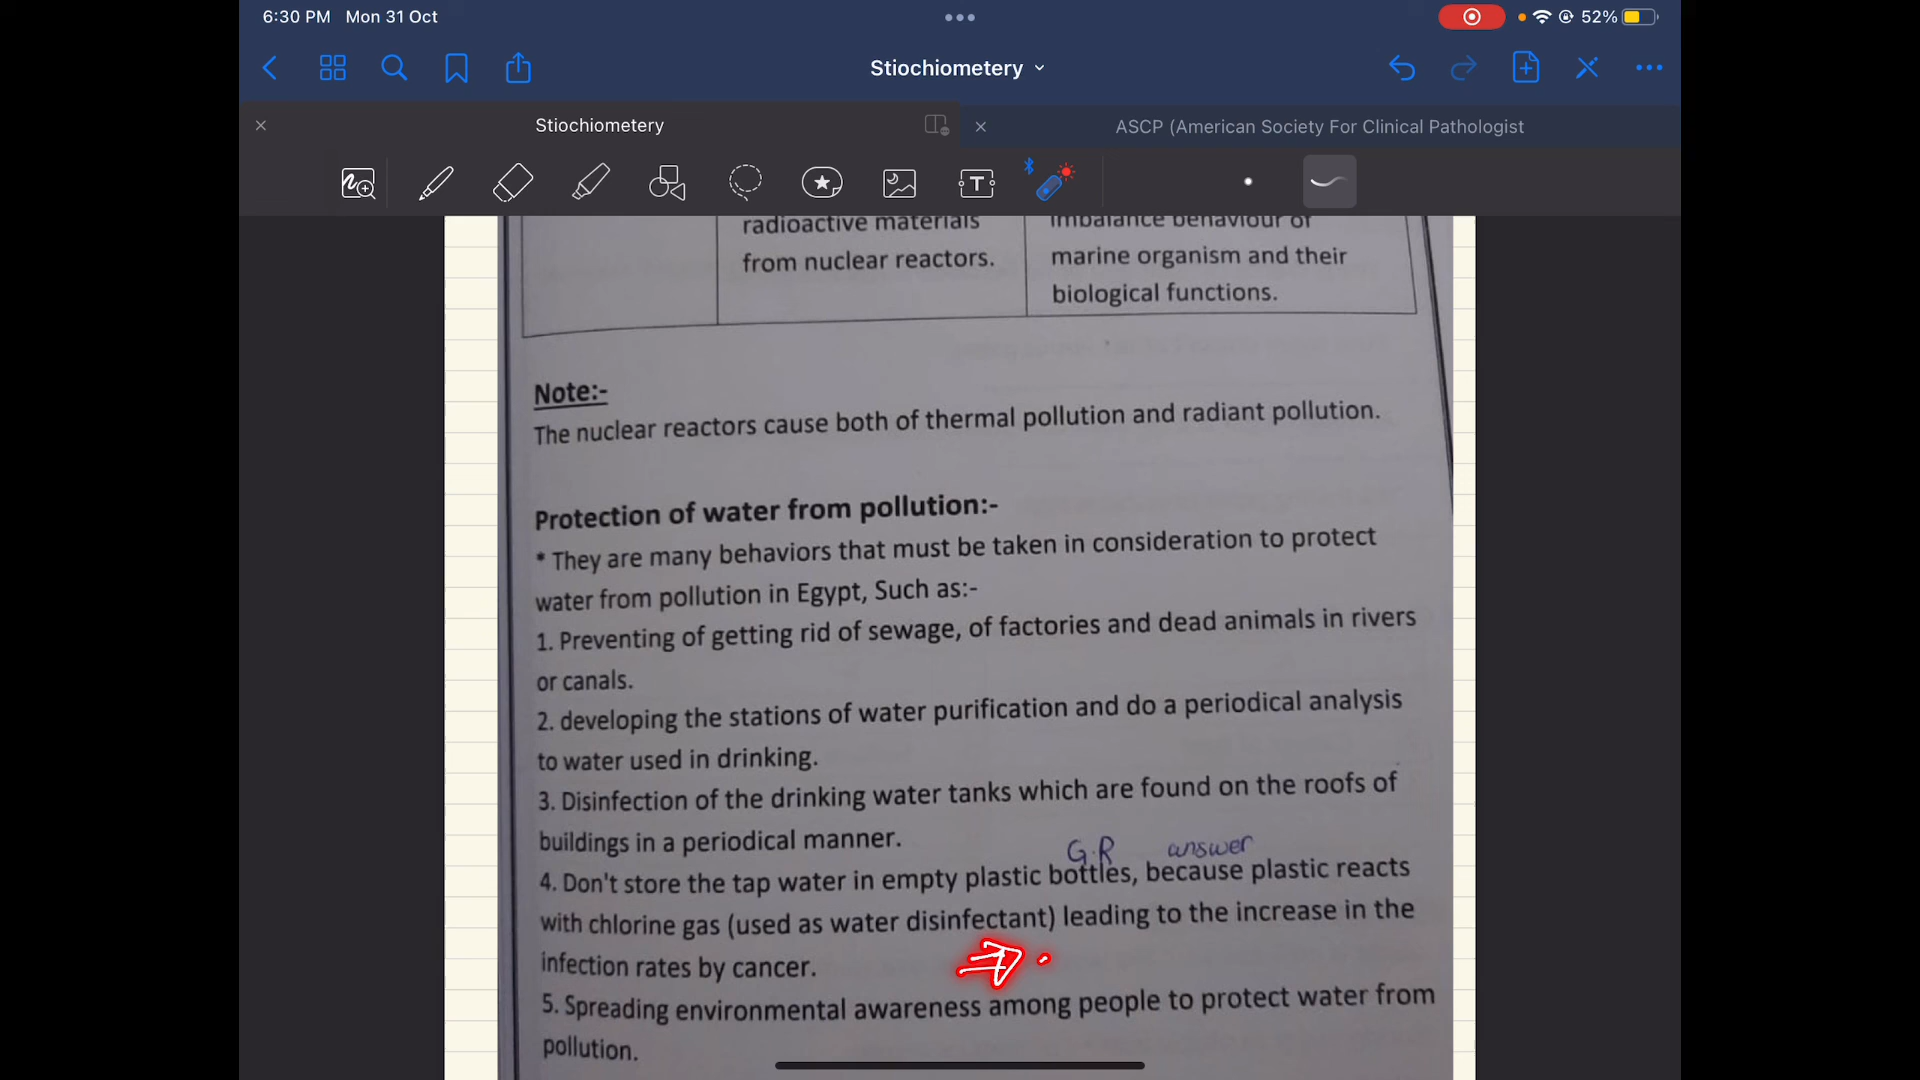 6:30 PM Mon 31 Oct
52%
Stiochiometery
Stiochiometery
ASCP (American Society For Clinical Pathologist
T
radioactive materials
from nuclear reactors.
imbalance behaviour of
marine organism and their
biological functions.
Note:-
The nuclear reactors cause both of thermal pollution and radiant pollution.
Protection of water from pollution:-
* They are many behaviors that must be taken in consideration to protect
water from pollution in Egypt, Such as:-
1. Preventing of getting rid of sewage, of factories and dead animals in rivers
or canals.
2. developing the stations of water purification and do a periodical analysis
to water used in drinking.
3. Disinfection of the drinking water tanks which are found on the roofs of
buildings in a periodical manner.
G.R answer
4. Don't store the tap water in empty plastic bottles, because plastic reacts
with chlorine gas (used as water disinfectant) leading to the increase in the
infection rates by cancer.
5. Spreading environmental awareness among people to protect water from
pollution.